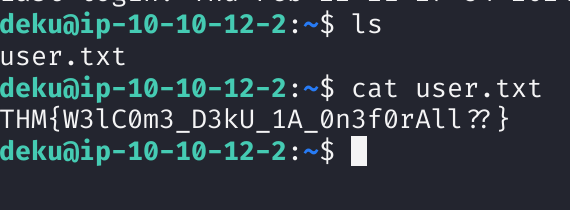 deku@ip-10-10-12-2:~$ ls
user.txt
deku@ip-10-10-12-2:~$ cat user.txt
THM{W3lC0m3_D3kU_1A_0n3f0rAll??}
deku@ip-10-10-12-2:~$